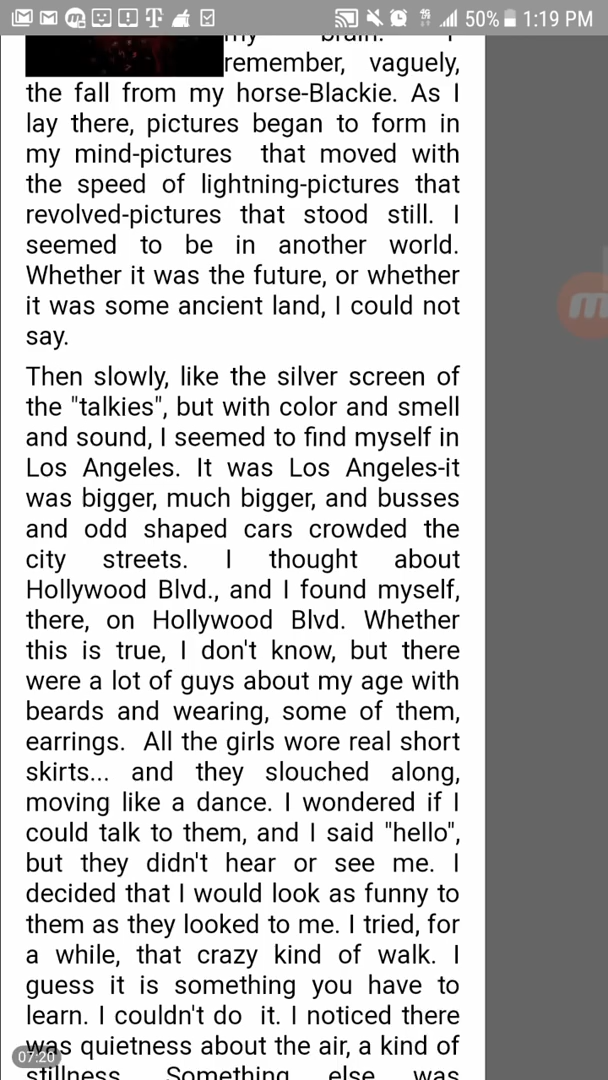 50% 1:19 PM
my brain. I
remember, vaguely,
the fall from my horse-Blackie. As I
lay there, pictures began to form in
my mind-pictures that moved with
the speed of lightning-pictures that
revolved-pictures that stood still. I
seemed to be in another world.
Whether it was the future, or whether
it was some ancient land, I could not
say.
Then slowly, like the silver screen of
the "talkies", but with color and smell
and sound, I seemed to find myself in
Los Angeles. It was Los Angeles-it
was bigger, much bigger, and busses
and odd shaped cars crowded the
city streets. I thought about
Hollywood Blvd., and I found myself,
there, on Hollywood Blvd. Whether
this is true, I don't know, but there
were a lot of guys about my age with
beards and wearing, some of them,
earrings. All the girls wore real short
skirts... and they slouched along,
moving like a dance. I wondered if I
could talk to them, and I said "hello",
but they didn't hear or see me. I
decided that I would look as funny to
them as they looked to me. I tried, for
a while, that crazy kind of walk. I
guess it is something you have to
learn. I couldn't do it. I noticed there
was quietness about the air, a kind of
stillness. Something else was
07:20